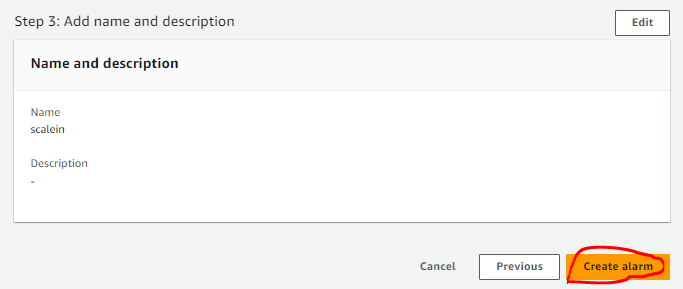 Step 3: Add name and description
Edit
Name and description
Name
scalein
Description
-
Cancel
Previous
Create alarm